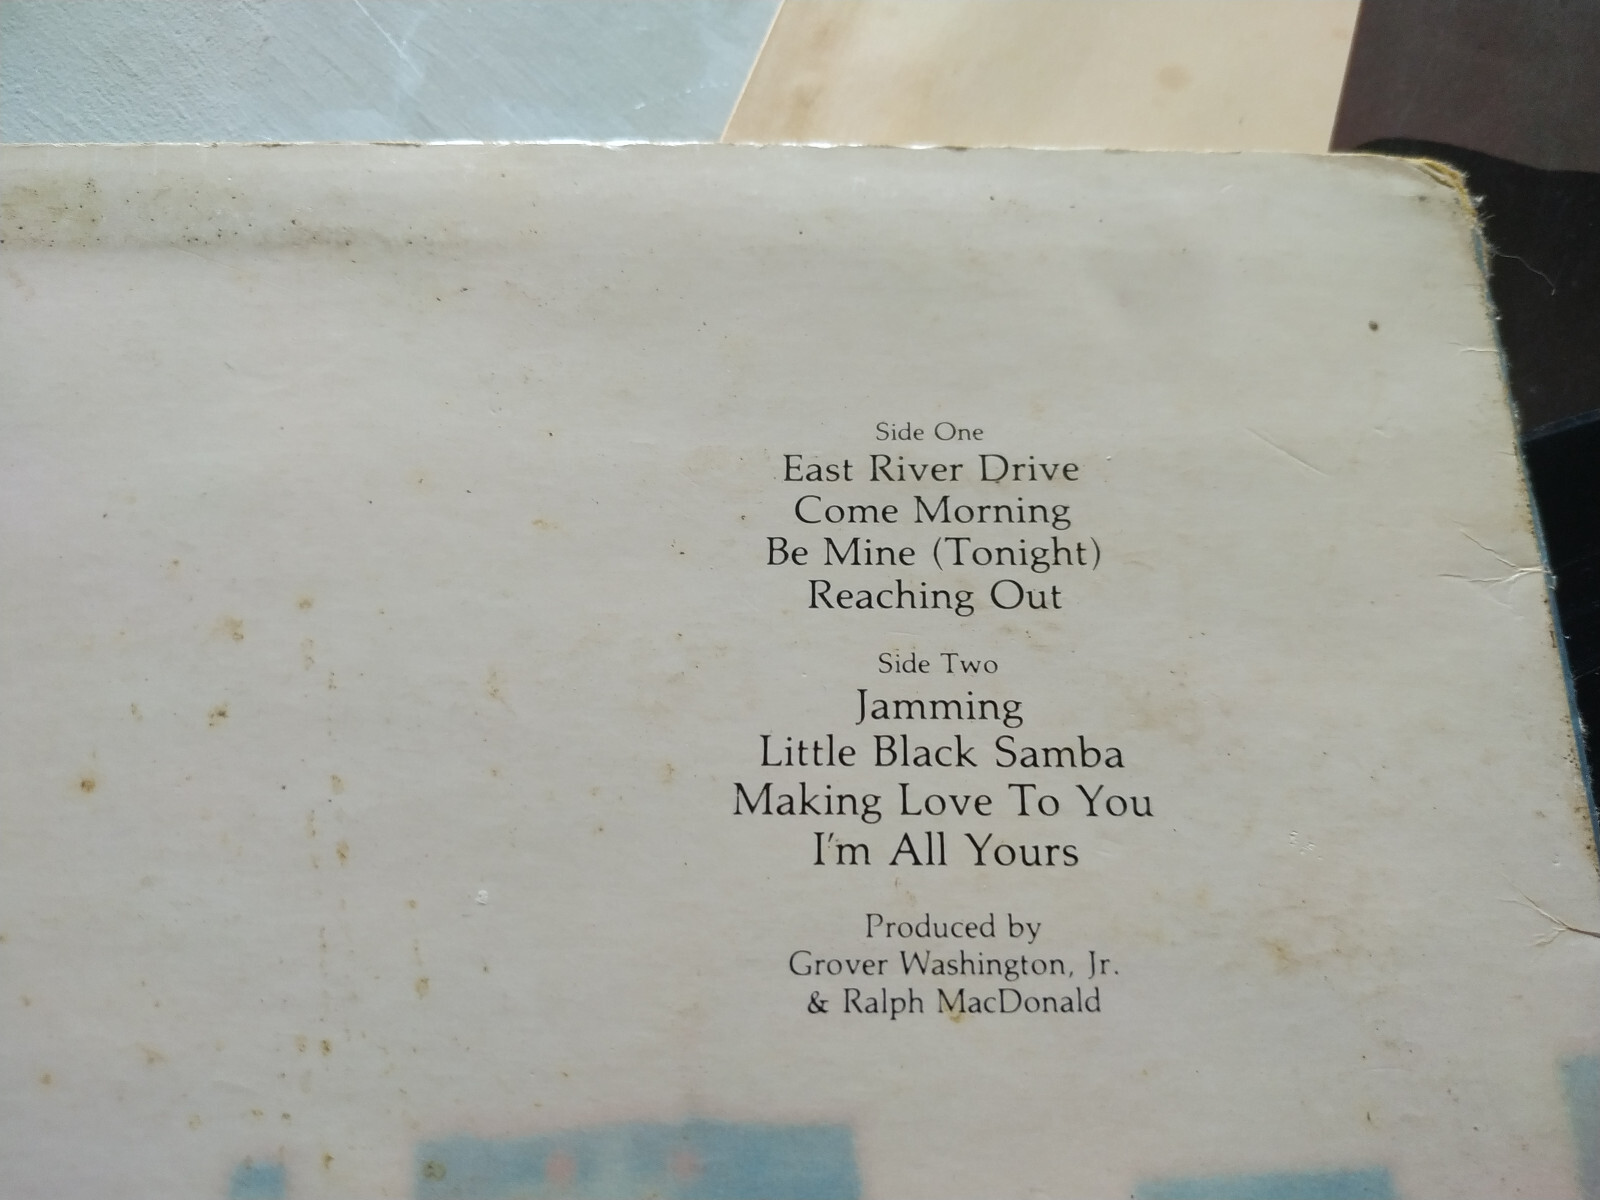 Side One
East River Drive
Come Morning
Be Mine (Tonight)
Reaching Out
Side Two
Jamming
Little Black Samba
Making Love To You
I'm All Yours
Produced by
Grover Washington, Jr.
& Ralph MacDonald